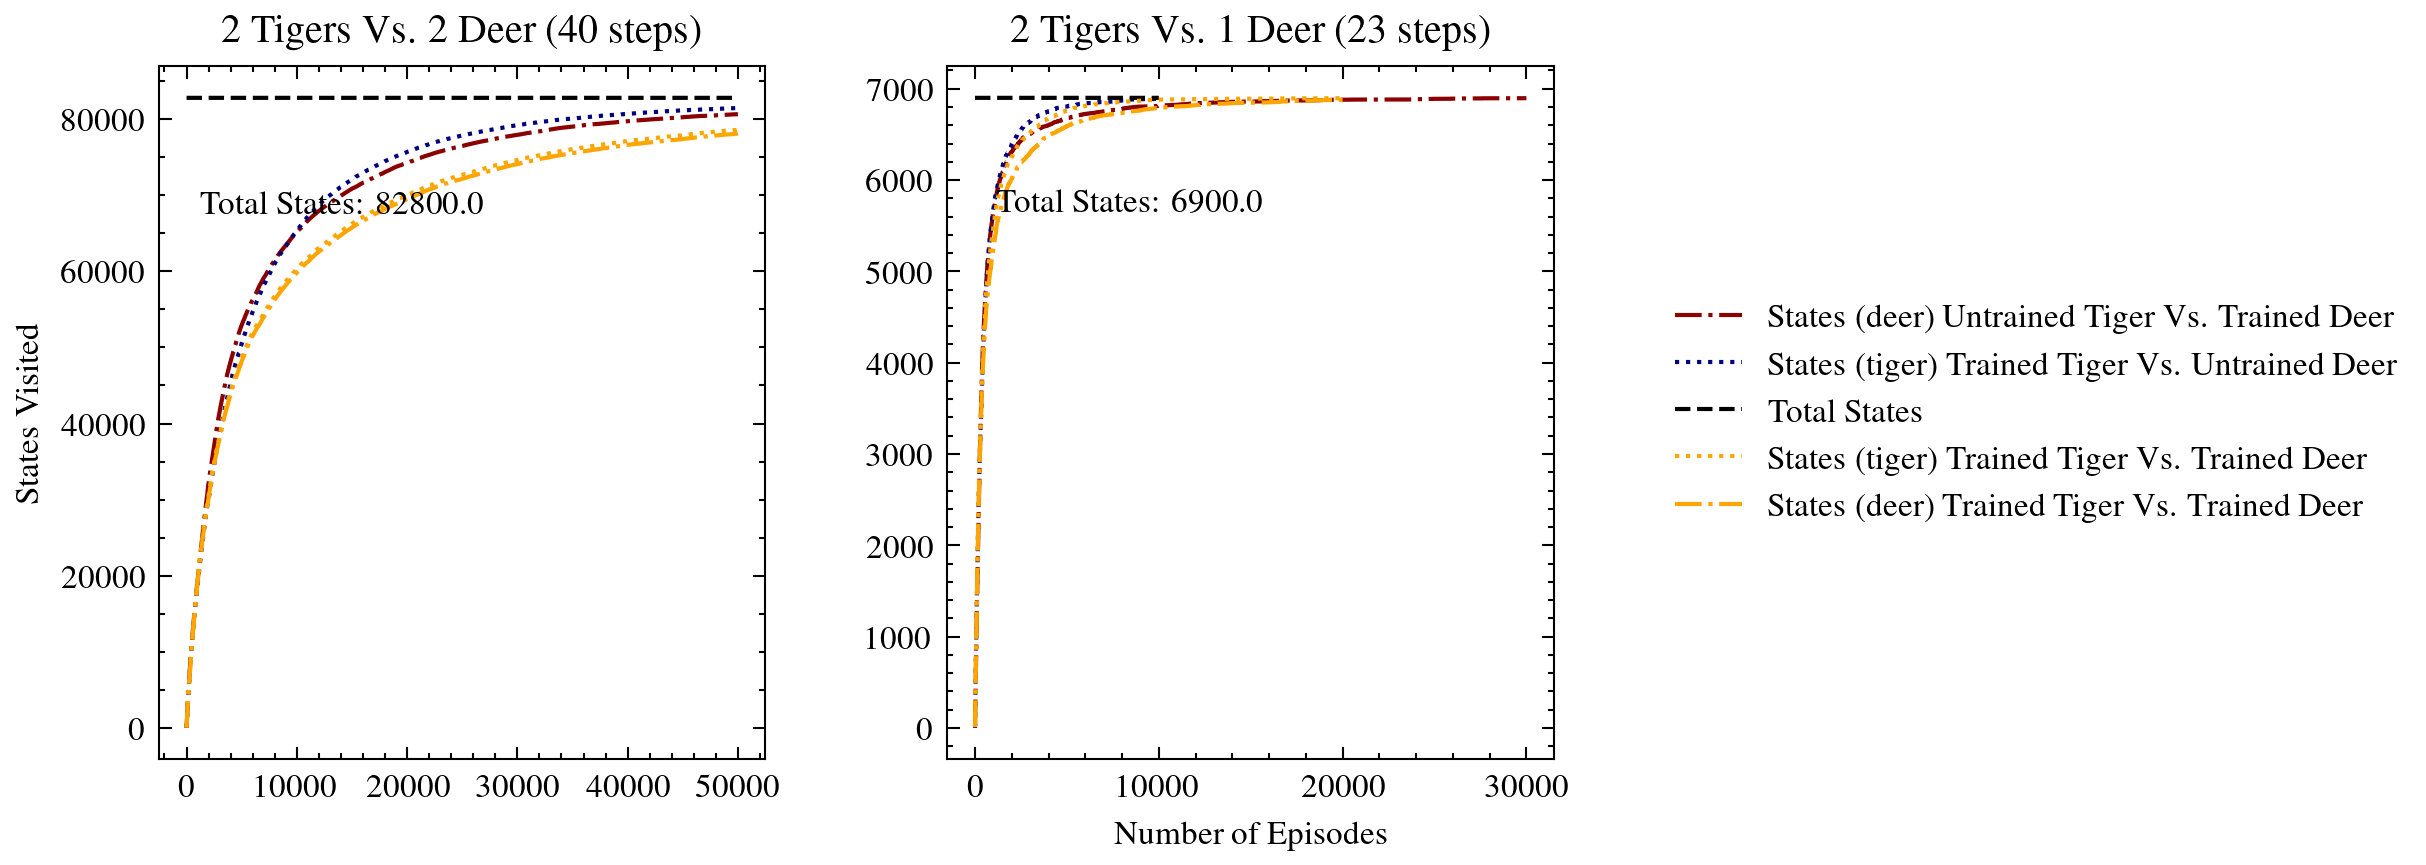 2 Tigers Vs. 2 Deer (40 steps)
80000
60000
40000
20000
0
States Visited
Total States: 82800.0
0 10000 20000 30000 40000 50000
2 Tigers Vs. 1 Deer (23 steps)
7000
6000
5000
4000
3000
2000
1000
0
Total States: 6900.0
0 10000 20000 30000
Number of Episodes
States (deer) Untrained Tiger Vs. Trained Deer
States (tiger) Trained Tiger Vs. Untrained Deer
Total States
States (tiger) Trained Tiger Vs. Trained Deer
States (deer) Trained Tiger Vs. Trained Deer